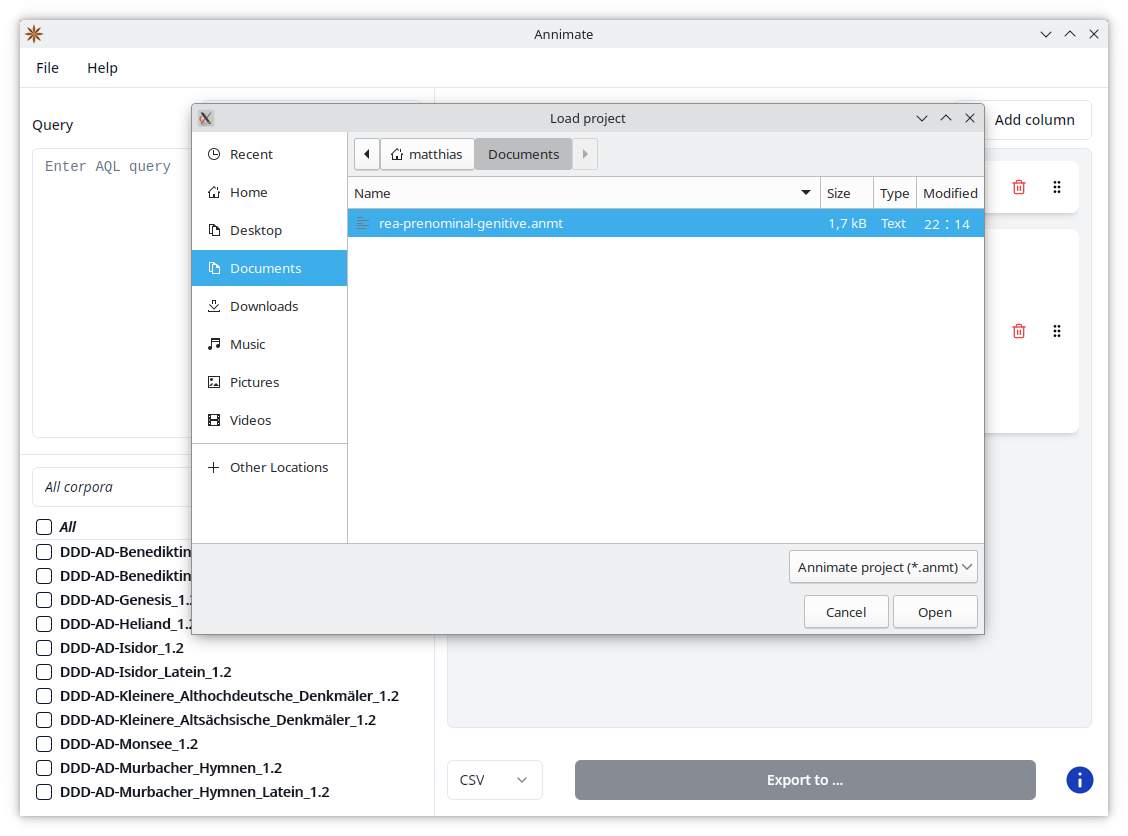 Annimate
File Help
Query
Enter AQL query
Add column
Load project
Recent
Home
Desktop
Documents
Downloads
Music
Pictures
Videos
Other Locations
matthias Documents
Name Size Type Modified
rea-prenominal-genitive.anmt 1,7 kB Text 22∶14
Annimate project (*.anmt)
Cancel Open
All corpora
All
DDD-AD-Benediktin
DDD-AD-Benediktin
DDD-AD-Genesis_1.
DDD-AD-Heliand_1.2
DDD-AD-Isidor_1.2
DDD-AD-Isidor_Latein_1.2
DDD-AD-Kleinere_Althochdeutsche_Denkmäler_1.2
DDD-AD-Kleinere_Altsächsische_Denkmäler_1.2
DDD-AD-Monsee_1.2
DDD-AD-Murbacher_Hymnen_1.2
DDD-AD-Murbacher_Hymnen_Latein_1.2
CSV
Export to ...